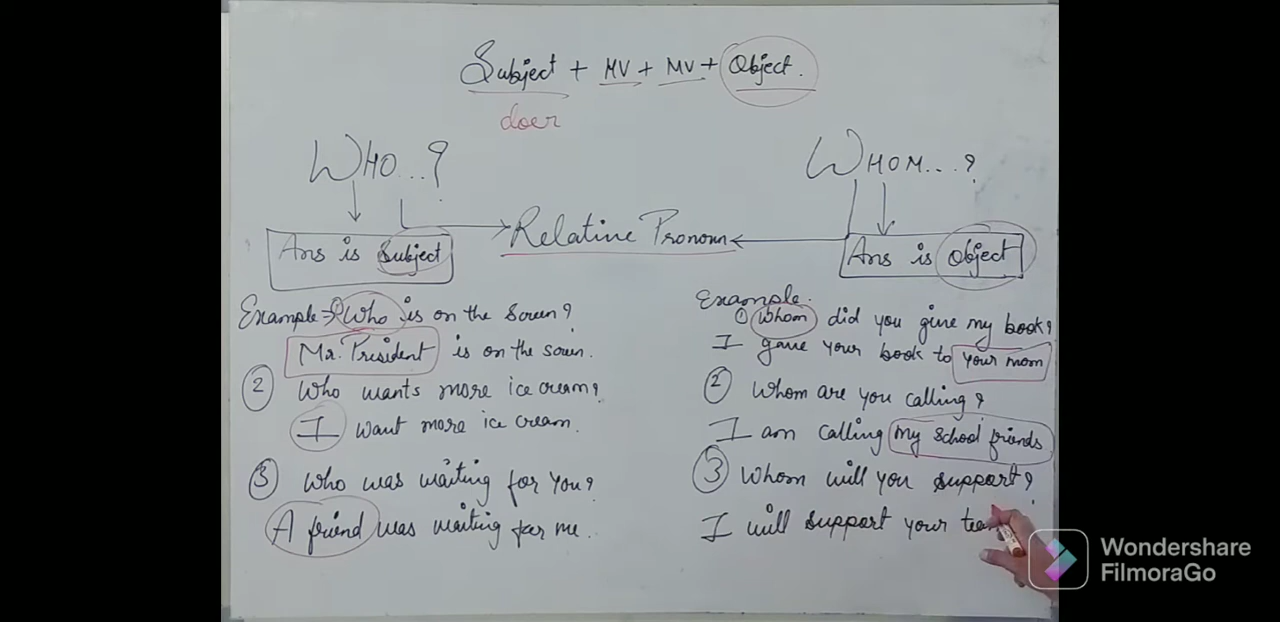 Subject + HV + MV + Object.
doer
WHO...?
WHOM...?
Ans is Subject
Relative Pronoun
Ans is Object
Example → ① Who is on the screen?
Mr. President is on the screen.
② Who wants more ice cream?
I want more ice cream.
③ Who was waiting for you?
A friend was waiting for me.
Example.
① Whom did you give my book?
I gave your book to your mom
② Whom are you calling?
I am calling my school friends
③ Whom will you support?
I will support your
Wondershare
FilmoraGo